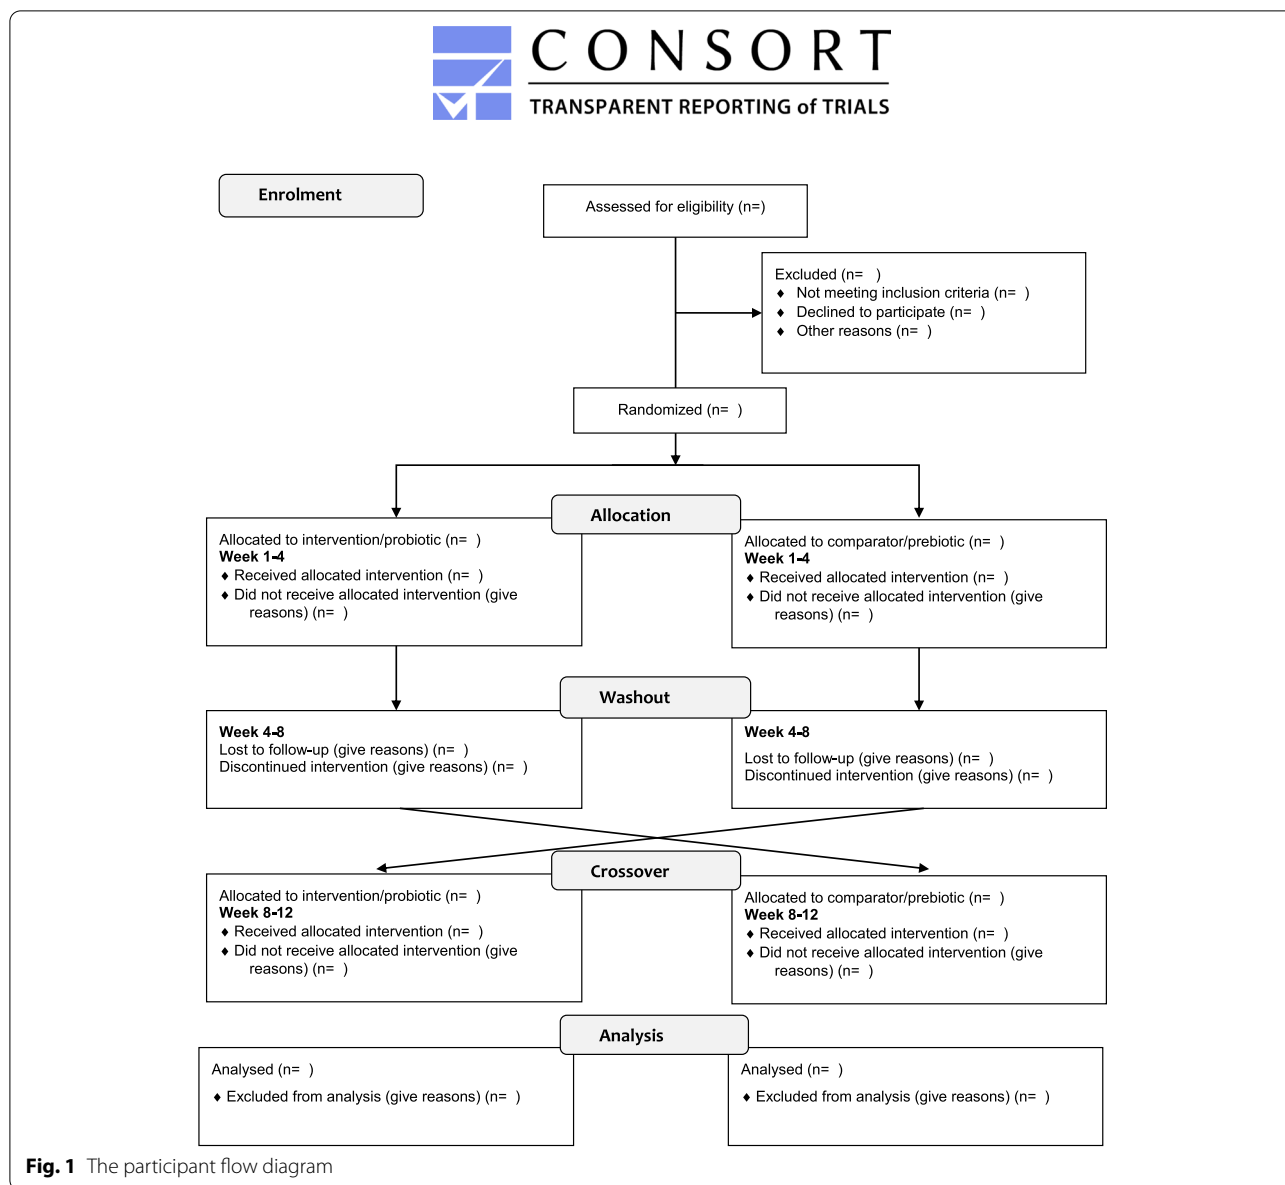 CONSORT
TRANSPARENT REPORTING of TRIALS
Enrolment
Assessed for eligibility (n=)
Excluded (n= )
♦ Not meeting inclusion criteria (n= )
♦ Declined to participate (n= )
♦ Other reasons (n= )
Randomized (n= )
Allocation
Allocated to intervention/probiotic (n= )
Week 1-4
♦ Received allocated intervention (n= )
♦ Did not receive allocated intervention (give
reasons) (n= )
Allocated to comparator/prebiotic (n= )
Week 1-4
♦ Received allocated intervention (n= )
♦ Did not receive allocated intervention (give
reasons) (n= )
Washout
Week 4-8
Lost to follow-up (give reasons) (n= )
Discontinued intervention (give reasons) (n= )
Week 4-8
Lost to follow-up (give reasons) (n= )
Discontinued intervention (give reasons) (n= )
Crossover
Allocated to intervention/probiotic (n= )
Week 8-12
♦ Received allocated intervention (n= )
♦ Did not receive allocated intervention (give
reasons) (n= )
Allocated to comparator/prebiotic (n= )
Week 8-12
♦ Received allocated intervention (n= )
♦ Did not receive allocated intervention (give
reasons) (n= )
Analysis
Analysed (n= )
♦ Excluded from analysis (give reasons) (n= )
Analysed (n= )
♦ Excluded from analysis (give reasons) (n= )
Fig. 1 The participant flow diagram